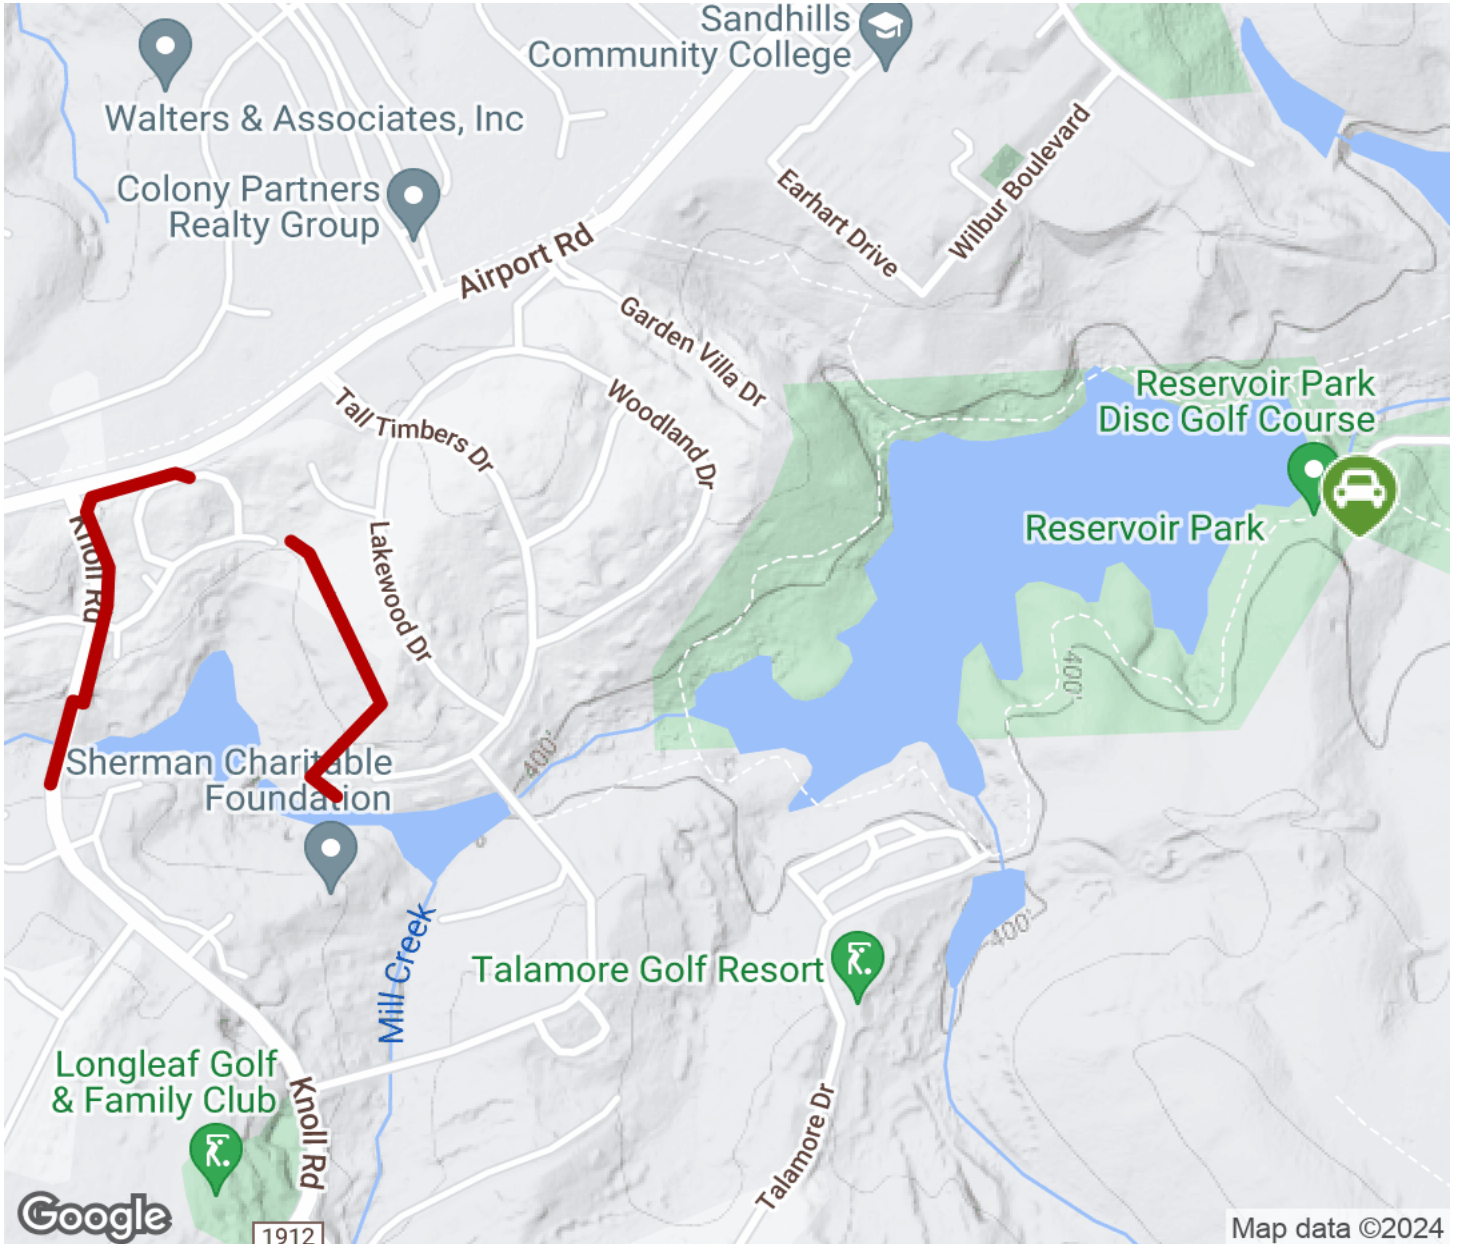 Sandhills
Community College
Walters & Associates, Inc
Colony Partners
Realty Group
Earhart Drive
Wilbur Boulevard
Airport Rd
Garden Villa Dr
Woodland Dr
Tall Timbers Dr
Reservoir Park
Disc Golf Course
Reservoir Park
Knoll Rd
Lakewood Dr
400'
400'
Sherman Charitable
Foundation
400'
Mill Creek
Talamore Golf Resort
Longleaf Golf
& Family Club
Knoll Rd
Talamore Dr
Google
1912
Map data ©2024